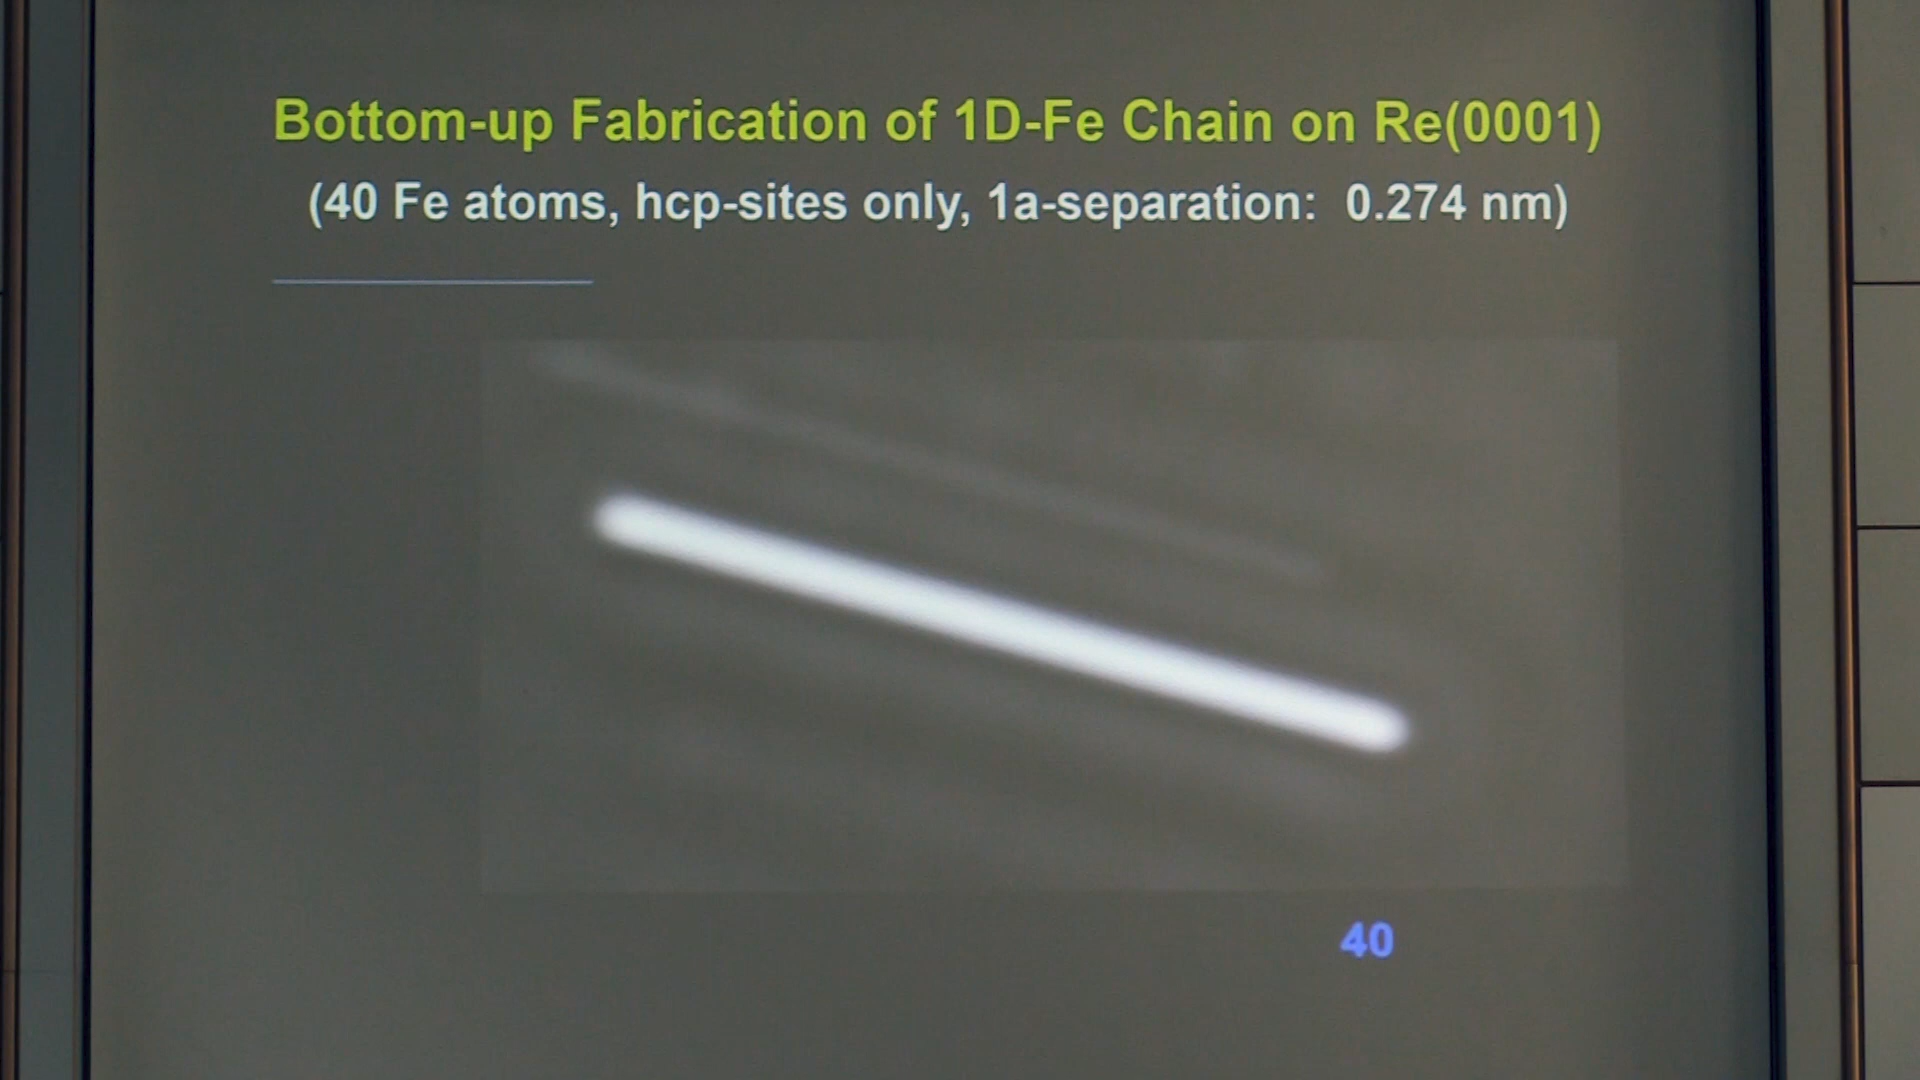 Bottom-up Fabrication of 1D-Fe Chain on Re(0001)
(40 Fe atoms, hcp-sites only, 1a-separation: 0.274 nm)
40